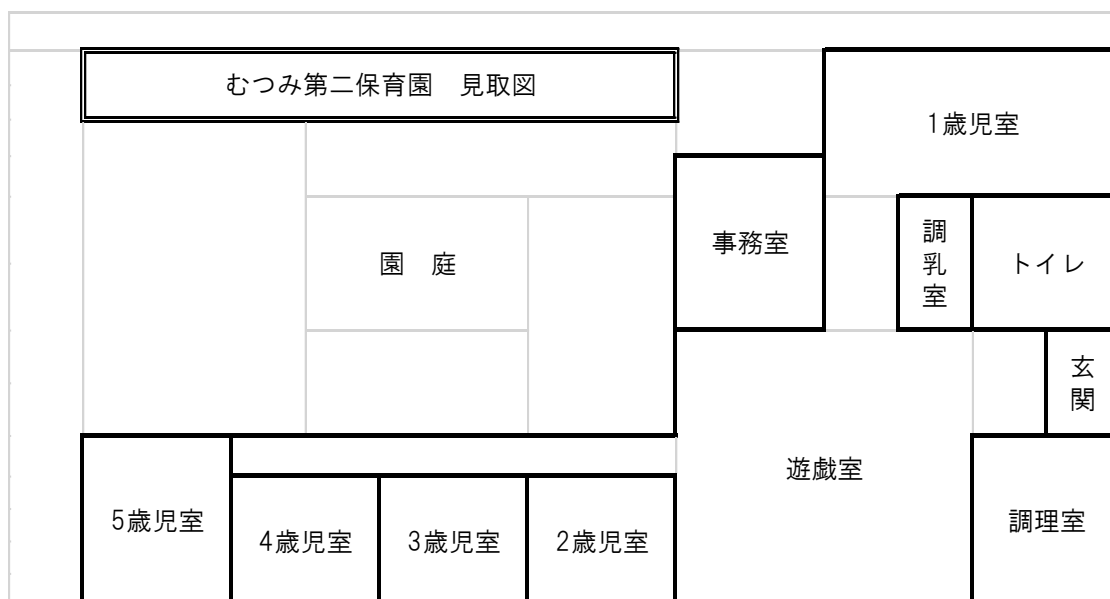 むつみ第二保育園　見取図
1歳児室
事務室
調乳室
トイレ
園　庭
玄関
遊戯室
5歳児室
4歳児室
3歳児室
2歳児室
調理室